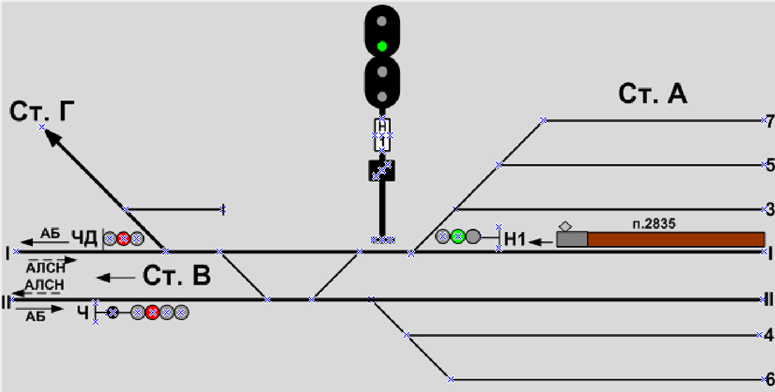 Ст. Г
Ст. А
Н
1
7
5
3
п.2835
АБ
ЧД
Н1
I
I
АЛСН
Ст. В
АЛСН
II
II
АБ
Ч
4
6